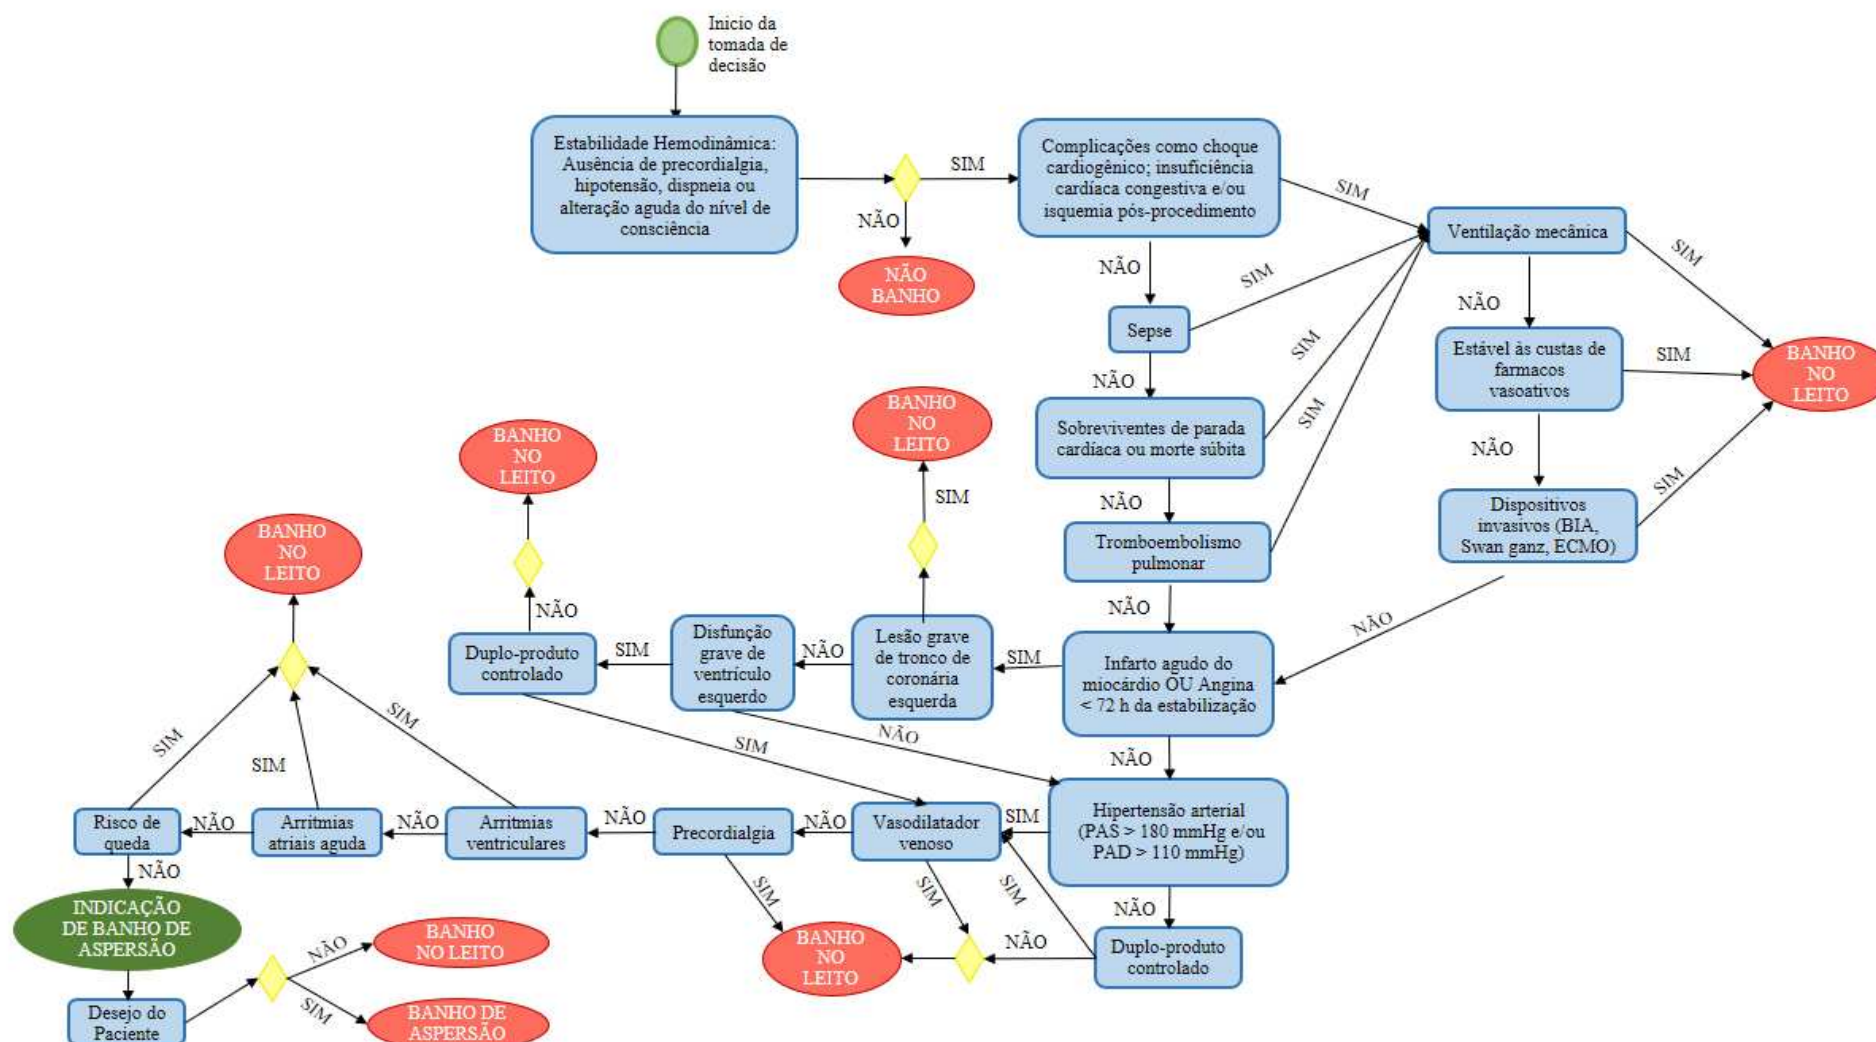 Inicio da
tomada de
decisão
Estabilidade Hemodinâmica:
Ausência de precordialgia,
hipotensão, dispneia ou
alteração aguda do nível de
consciência
SIM
NÃO
NÃO
BANHO
Complicações como choque
cardiogênico; insuficiência
cardíaca congestiva e/ou
isquemia pós-procedimento
SIM
NÃO
Ventilação mecânica
SIM
NÃO
Sepse
SIM
NÃO
Estável às custas de
farmacos
vasoativos
SIM
NÃO
BANHO
NO
LEITO
Sobreviventes de parada
cardíaca ou morte súbita
SIM
NÃO
Dispositivos
invasivos (BIA,
Swan ganz, ECMO)
SIM
NÃO
Tromboembolismo
pulmonar
SIM
NÃO
Infarto agudo do
miocárdio OU Angina
< 72 h da estabilização
SIM
NÃO
Lesão grave
de tronco de
coronária
esquerda
SIM
BANHO
NO
LEITO
NÃO
Disfunção
grave de
ventrículo
esquerdo
SIM
NÃO
Duplo-produto
controlado
NÃO
BANHO
NO
LEITO
SIM
Hipertensão arterial
(PAS > 180 mmHg e/ou
PAD > 110 mmHg)
SIM
NÃO
Duplo-produto
controlado
SIM
NÃO
Vasodilatador
venoso
SIM
NÃO
BANHO
NO
LEITO
Precordialgia
SIM
NÃO
Arritmias
ventriculares
SIM
NÃO
Arritmias
atriais aguda
SIM
NÃO
Risco de
queda
SIM
BANHO
NO
LEITO
NÃO
INDICAÇÃO
DE BANHO DE
ASPERSÃO
Desejo do
Paciente
NÃO
BANHO
NO LEITO
SIM
BANHO DE
ASPERSÃO